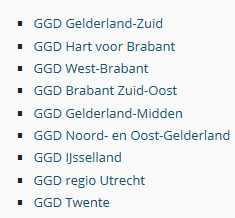 GGD Gelderland-Zuid
GGD Hart voor Brabant
GGD West-Brabant
GGD Brabant Zuid-Oost
GGD Gelderland-Midden
GGD Noord- en Oost-Gelderland
GGD IJsselland
GGD regio Utrecht
GGD Twente